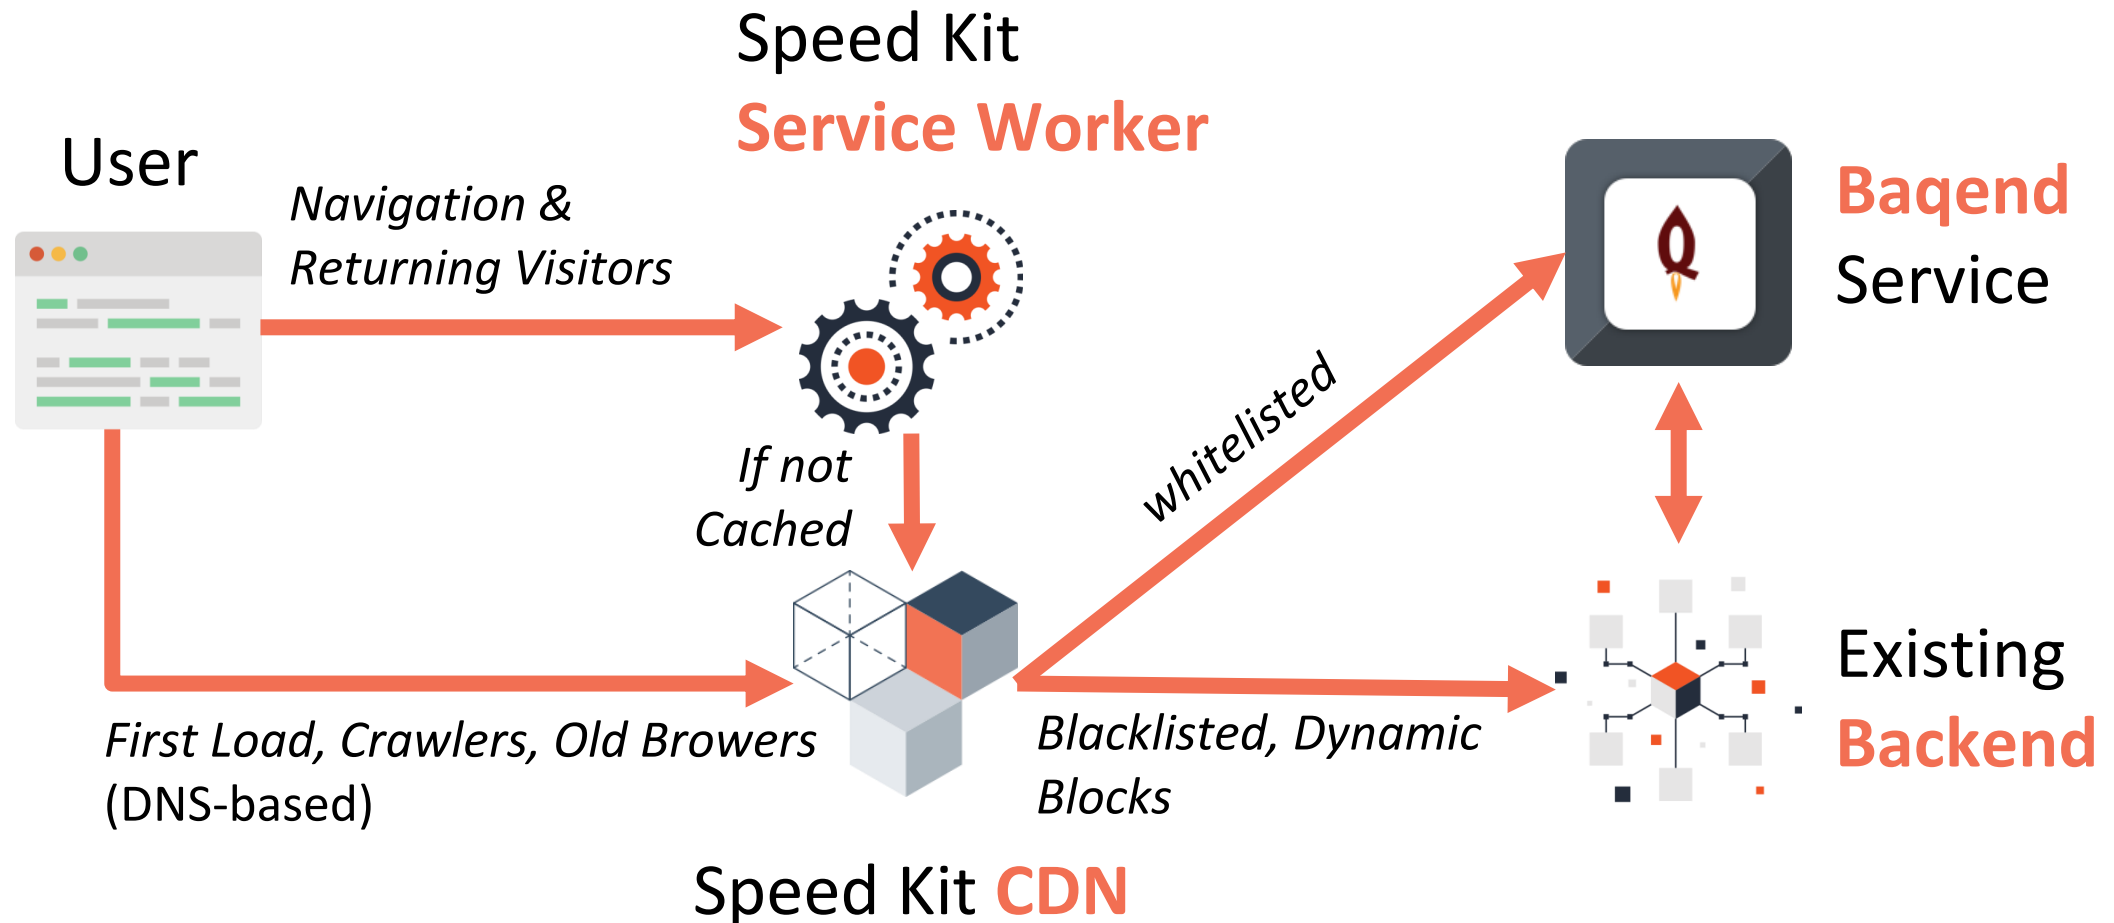 Speed Kit
Service Worker
User
Navigation &
Returning Visitors
Baqend
Service
whitelisted
If not
Cached
First Load, Crawlers, Old Browers
(DNS-based)
Blacklisted, Dynamic
Blocks
Existing
Backend
Speed Kit CDN